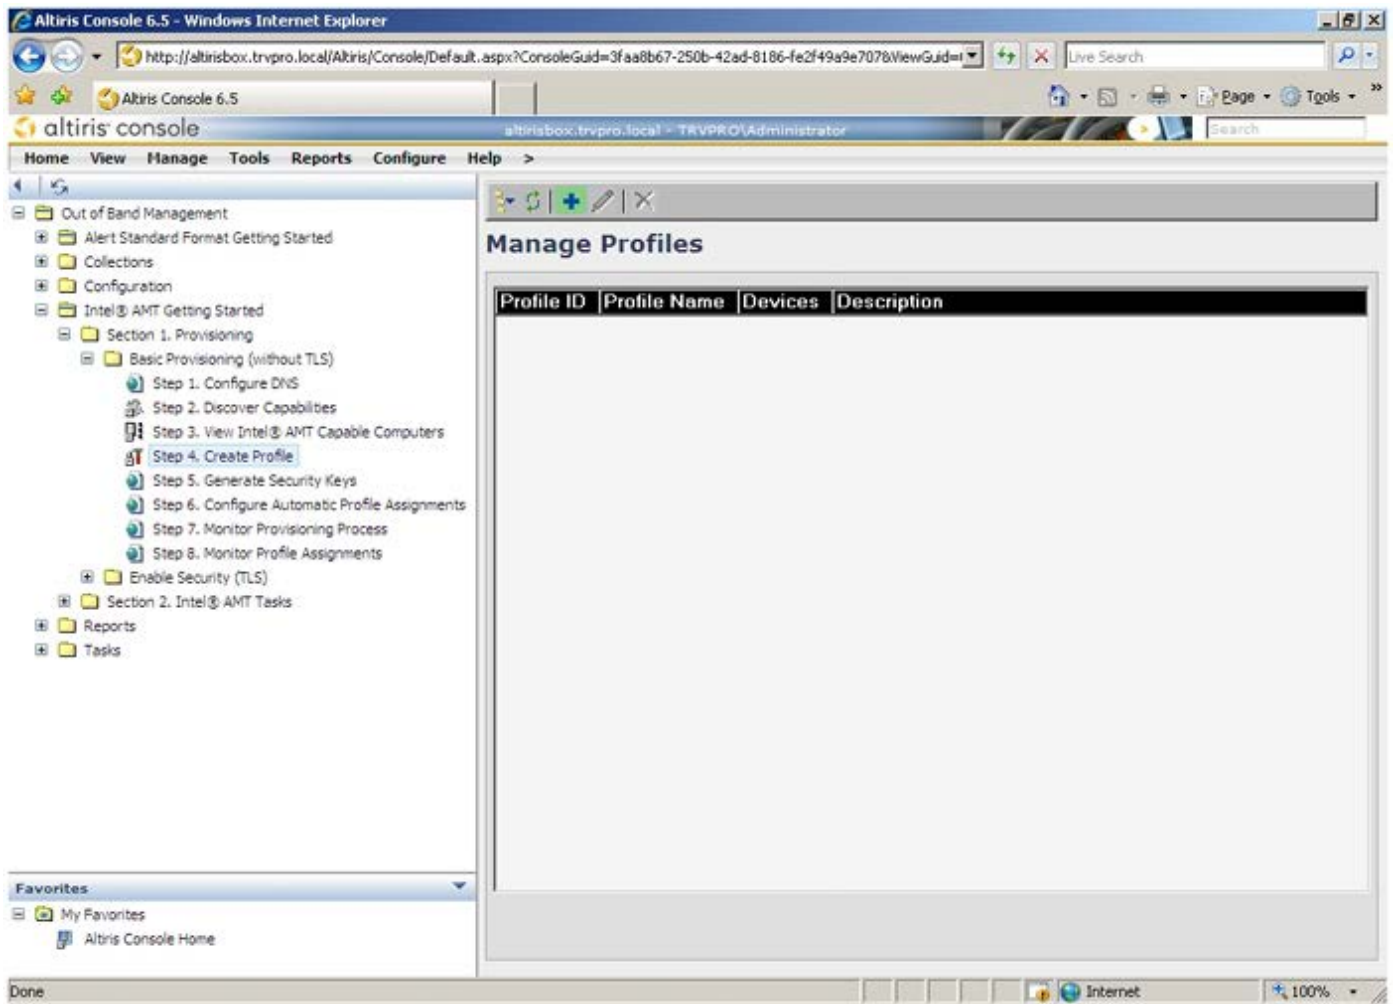 Altiris Console 6.5 - Windows Internet Explorer
http://altirisbox.trvpro.local/Altiris/Console/Default.aspx?ConsoleGuid=3faa8b67-250b-42ad-8186-fe2f49a9e707&ViewGuid=
Live Search
Altiris Console 6.5
Page
Tools
altiris console
altirisbox.trvpro.local - TRVPRO\Administrator
Search
Home View Manage Tools Reports Configure Help >
Out of Band Management
Alert Standard Format Getting Started
Collections
Configuration
Intel® AMT Getting Started
Section 1. Provisioning
Basic Provisioning (without TLS)
Step 1. Configure DNS
Step 2. Discover Capabilities
Step 3. View Intel® AMT Capable Computers
Step 4. Create Profile
Step 5. Generate Security Keys
Step 6. Configure Automatic Profile Assignments
Step 7. Monitor Provisioning Process
Step 8. Monitor Profile Assignments
Enable Security (TLS)
Section 2. Intel® AMT Tasks
Reports
Tasks
Manage Profiles
Profile ID Profile Name Devices Description
Favorites
My Favorites
Altiris Console Home
Done
Internet
100%